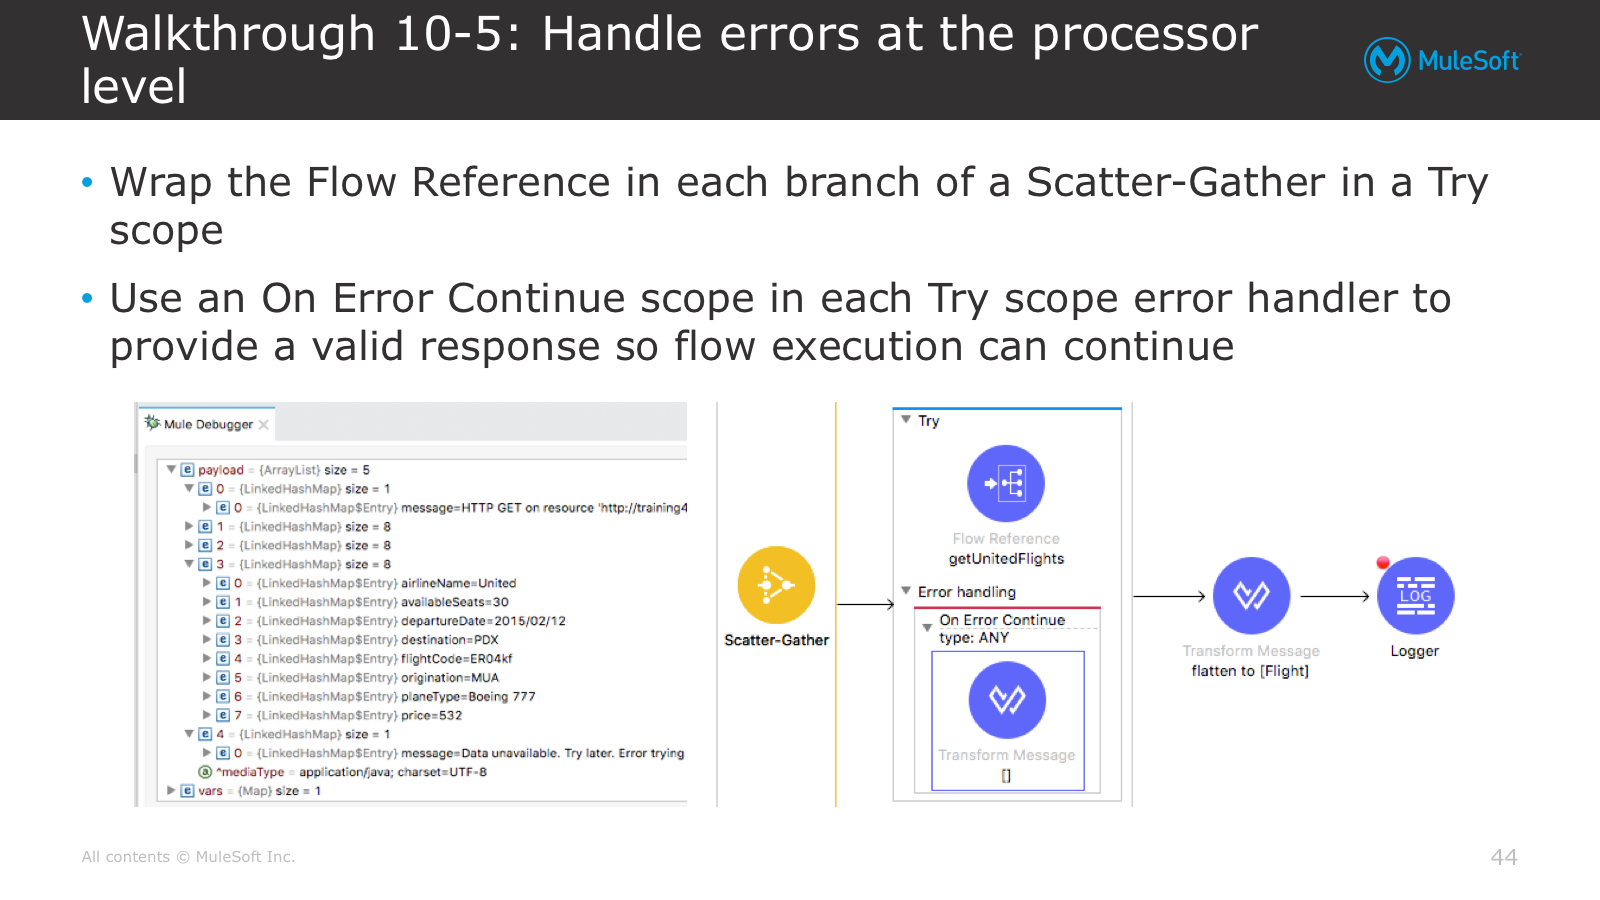 Walkthrough 10-5: Handle errors at the processor
level
MuleSoft
• Wrap the Flow Reference in each branch of a Scatter-Gather in a Try
scope
• Use an On Error Continue scope in each Try scope error handler to
provide a valid response so flow execution can continue
Mule Debugger
e payload = {ArrayList} size = 5
e 0 = {LinkedHashMap} size = 1
e 0 = {LinkedHashMap$Entry} message=HTTP GET on resource 'http://training4
e 1 = {LinkedHashMap} size = 8
e 2 = {LinkedHashMap} size = 8
e 3 = {LinkedHashMap} size = 8
e 0 = {LinkedHashMap$Entry} airlineName=United
e 1 = {LinkedHashMap$Entry} availableSeats=30
e 2 = {LinkedHashMap$Entry} departureDate=2015/02/12
e 3 = {LinkedHashMap$Entry} destination=PDX
e 4 = {LinkedHashMap$Entry} flightCode=ER04kf
e 5 = {LinkedHashMap$Entry} origination=MUA
e 6 = {LinkedHashMap$Entry} planeType=Boeing 777
e 7 = {LinkedHashMap$Entry} price=532
e 4 = {LinkedHashMap} size = 1
e 0 = {LinkedHashMap$Entry} message=Data unavailable. Try later. Error trying
a ^mediaType = application/java; charset=UTF-8
e vars = {Map} size = 1
Scatter-Gather
Try
Flow Reference
getUnitedFlights
Error handling
On Error Continue
type: ANY
Transform Message
[]
Transform Message
flatten to [Flight]
LOG
Logger
All contents © MuleSoft Inc.
44